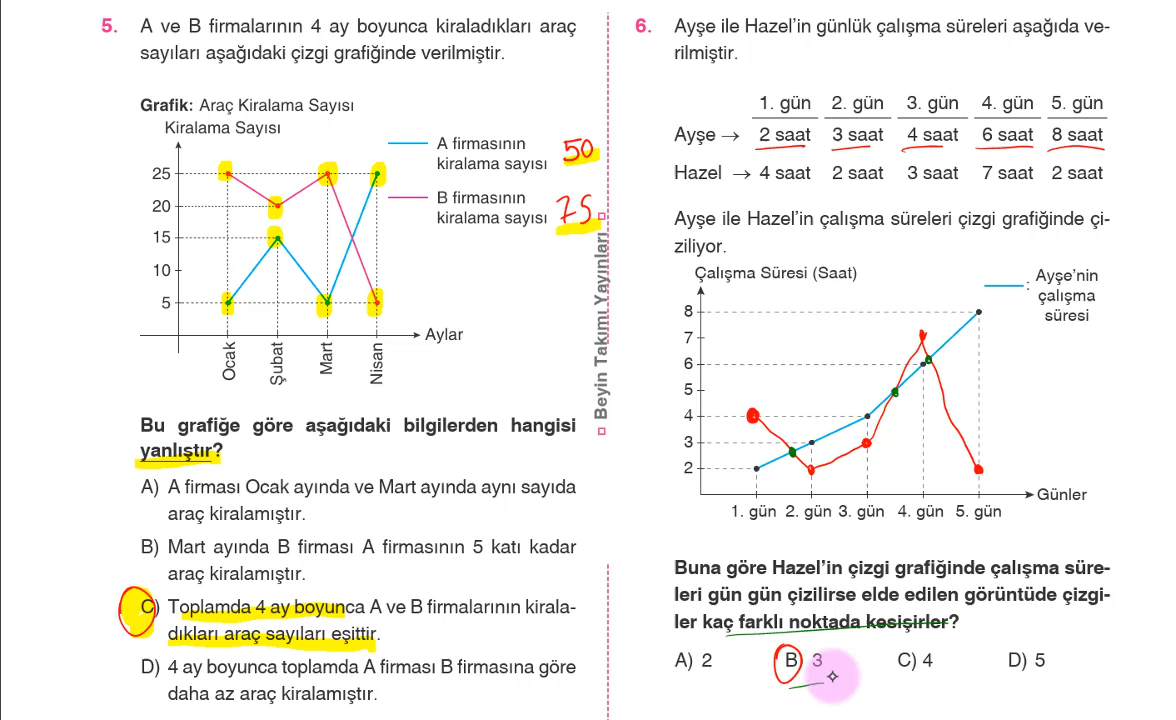 5. A ve B firmalarının 4 ay boyunca kiraladıkları araç
sayıları aşağıdaki çizgi grafiğinde verilmiştir.
Grafik: Araç Kiralama Sayısı
Kiralama Sayısı
25
20
15
10
5
Ocak
Şubat
Mart
Nisan
Aylar
A firmasının
kiralama sayısı
50
B firmasının
kiralama sayısı
75
Bu grafiğe göre aşağıdaki bilgilerden hangisi
yanlıştır?
A) A firması Ocak ayında ve Mart ayında aynı sayıda
araç kiralamıştır.
B) Mart ayında B firması A firmasının 5 katı kadar
araç kiralamıştır.
C) Toplamda 4 ay boyunca A ve B firmalarının kirala-
dıkları araç sayıları eşittir.
D) 4 ay boyunca toplamda A firması B firmasına göre
daha az araç kiralamıştır.
Beyin Takımı Yayınları
6. Ayşe ile Hazel’in günlük çalışma süreleri aşağıda ve-
rilmiştir.
1. gün 2. gün 3. gün 4. gün 5. gün
Ayşe → 2 saat 3 saat 4 saat 6 saat 8 saat
Hazel → 4 saat 2 saat 3 saat 7 saat 2 saat
Ayşe ile Hazel’in çalışma süreleri çizgi grafiğinde çi-
ziliyor.
Çalışma Süresi (Saat)
8
7
6
5
4
3
2
1. gün 2. gün 3. gün 4. gün 5. gün
Günler
: Ayşe’nin
çalışma
süresi
Buna göre Hazel’in çizgi grafiğinde çalışma süre-
leri gün gün çizilirse elde edilen görüntüde çizgi-
ler kaç farklı noktada kesişirler?
A) 2 B) 3 C) 4 D) 5